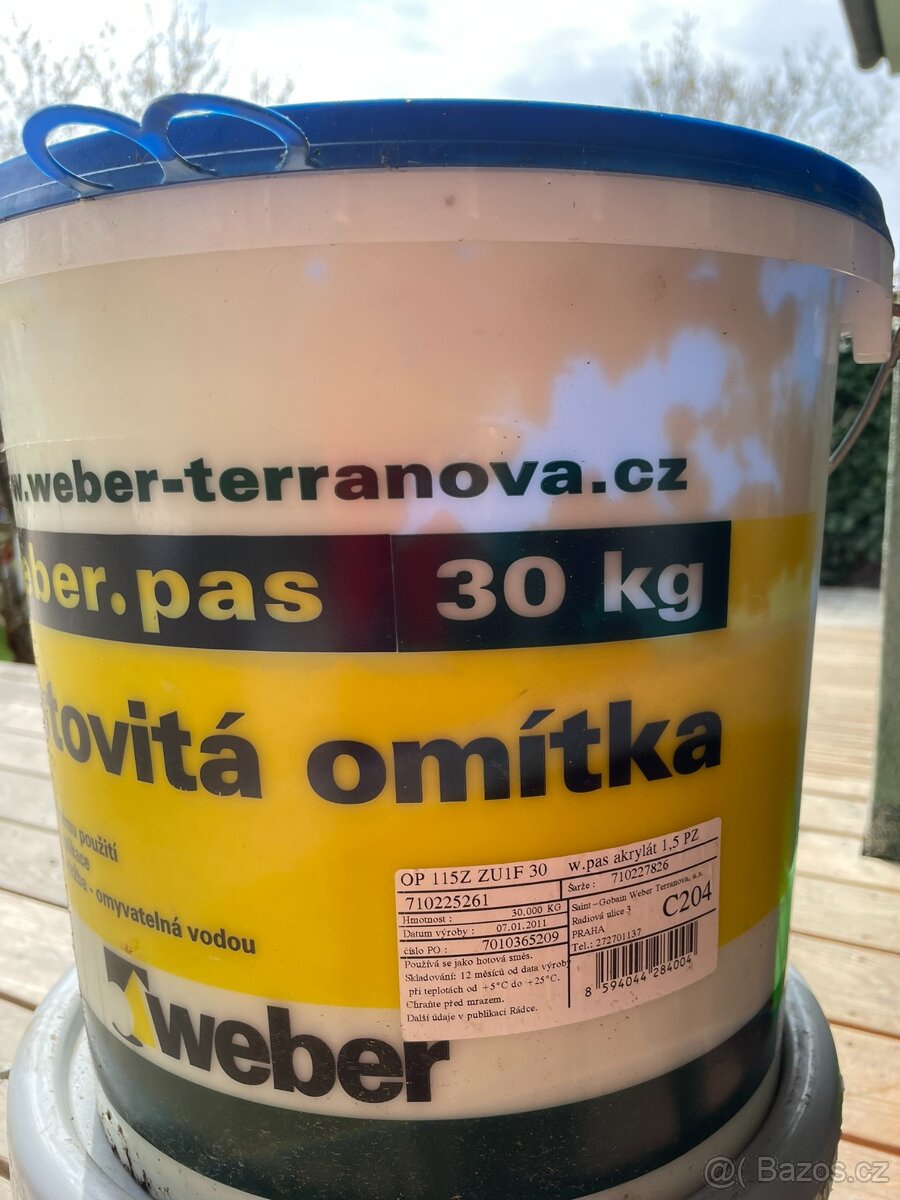 w.weber-terranova.cz
eber.pas 30 kg
tovitá omítka
použití
- omyvatelná vodou
OP 115Z ZU1F 30 w.pas akrylát 1,5 PZ
710225261 Šarže : 710227826
Hmotnost : 30,000 KG Saint-Gobain Weber Terranova, a.s.
Datum výroby : 07.01.2011 Radiová ulice 3 C204
číslo PO : 7010365209 PRAHA
Tel.: 272701137
Používá se jako hotová směs.
Skladování: 12 měsíců od data výroby
při teplotách od +5°C do +25°C.
Chraňte před mrazem.
Další údaje v publikaci Rádce.
8 594044 284004
weber
@( Bazos.cz